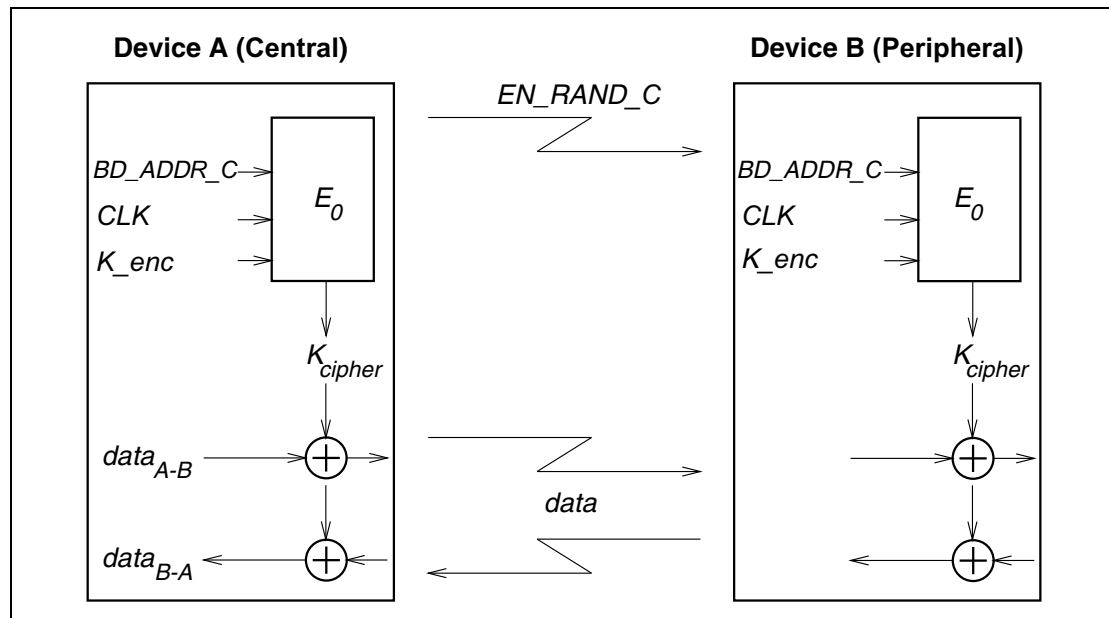 Device A (Central)
Device B (Peripheral)
EN_RAND_C
BD_ADDR_C
CLK
K_enc
E0
Kcipher
dataA-B
dataB-A
data
BD_ADDR_C
CLK
K_enc
E0
Kcipher